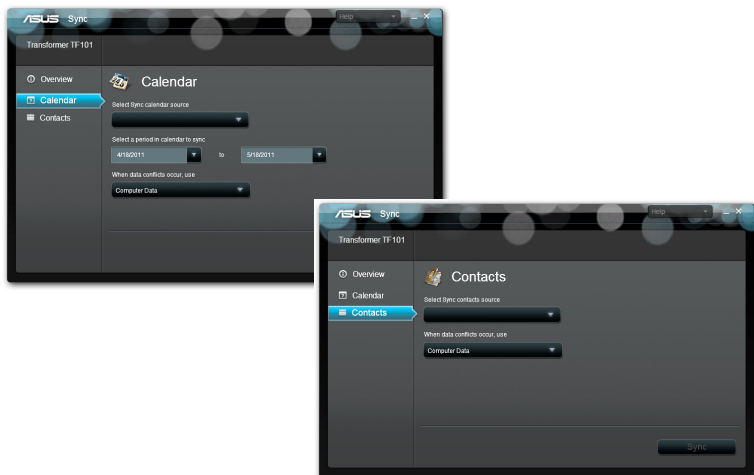 ASUS Sync
Help
Transformer TF101
Overview
Calendar
Contacts
Calendar
Select Sync calendar source
Select a period in calendar to sync
4/18/2011 to 5/18/2011
When data conflicts occur, use
Computer Data
ASUS Sync
Help
Transformer TF101
Overview
Calendar
Contacts
Contacts
Select Sync contacts source
When data conflicts occur, use
Computer Data
Sync